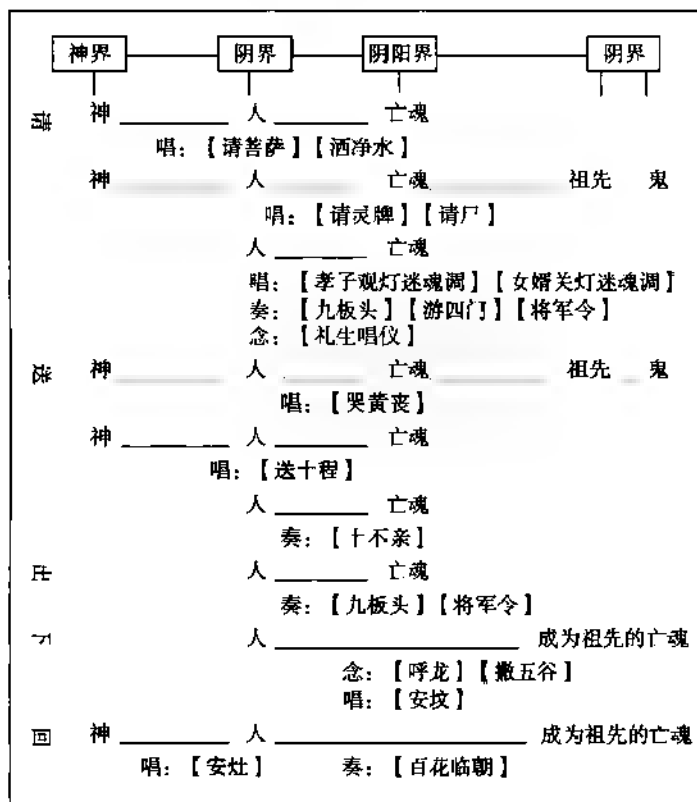 神界 阴界 阴阳界 阴界
请 神 人 亡魂
唱：【请菩萨】【洒净水】
神 人 亡魂 祖先 鬼
唱：【请灵牌】【请尸】
人 亡魂
唱：【孝子观灯迷魂调】【女婿关灯迷魂调】
奏：【九板头】【游四门】【将军令】
念：【礼生唱仪】
送 神 人 亡魂 祖先 鬼
唱：【哭黄丧】
神 人 亡魂
唱：【送十程】
人 亡魂
奏：【十不亲】
出 人 亡魂
奏：【九板头】【将军令】
下 人 成为祖先的亡魂
念：【呼龙】【撒五谷】
唱：【安坟】
回 神 人 成为祖先的亡魂
唱：【安灶】 奏：【百花临朝】